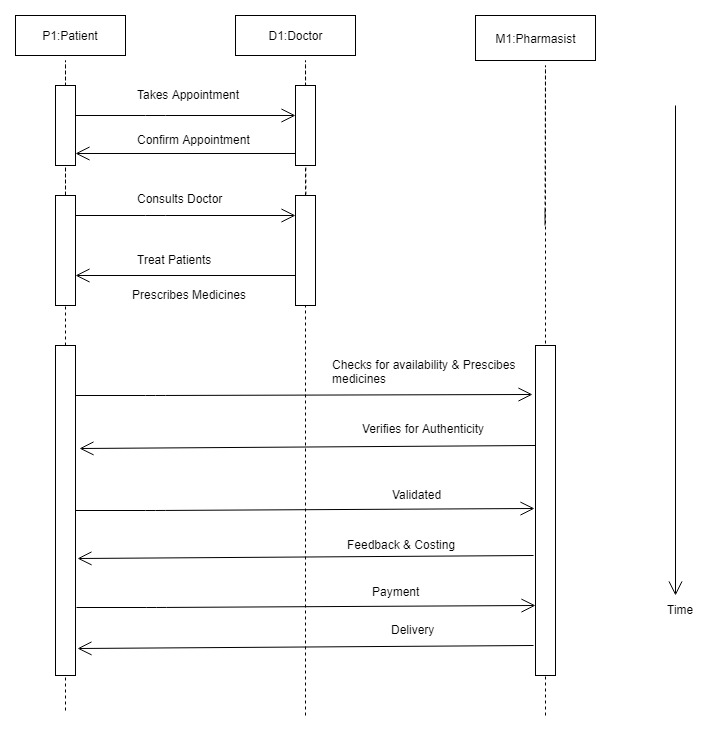 P1:Patient
D1:Doctor
M1:Pharmasist
Takes Appointment
Confirm Appointment
Consults Doctor
Treat Patients
Prescribes Medicines
Checks for availability & Prescibes
medicines
Verifies for Authenticity
Validated
Feedback & Costing
Payment
Time
Delivery